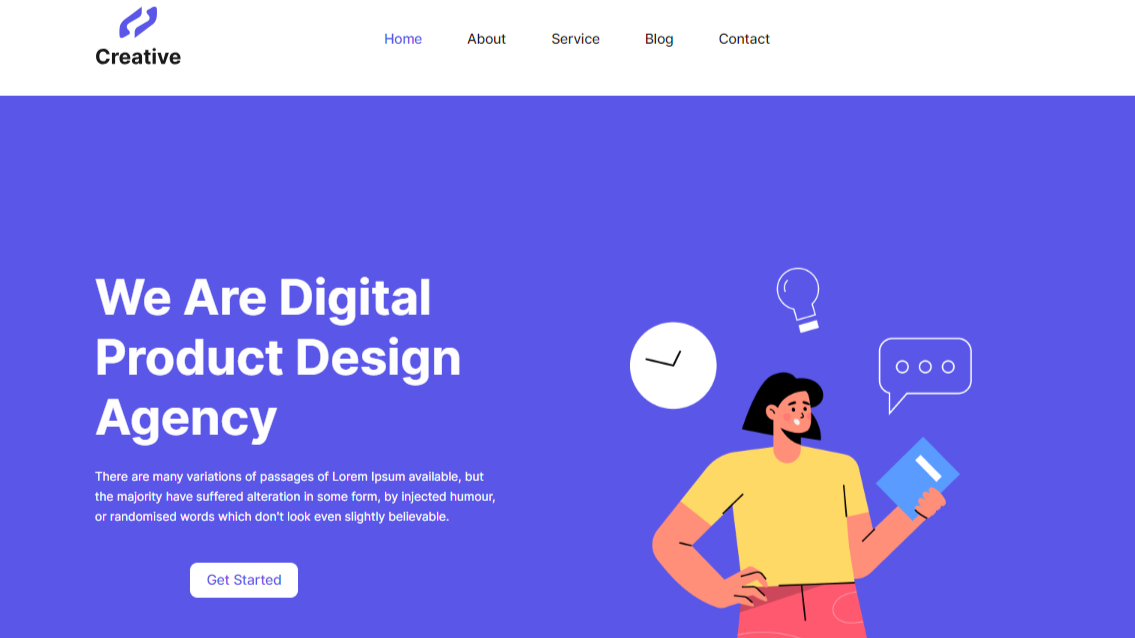 Creative
Home About Service Blog Contact
We Are Digital
Product Design
Agency
There are many variations of passages of Lorem Ipsum available, but
the majority have suffered alteration in some form, by injected humour,
or randomised words which don't look even slightly believable.
Get Started